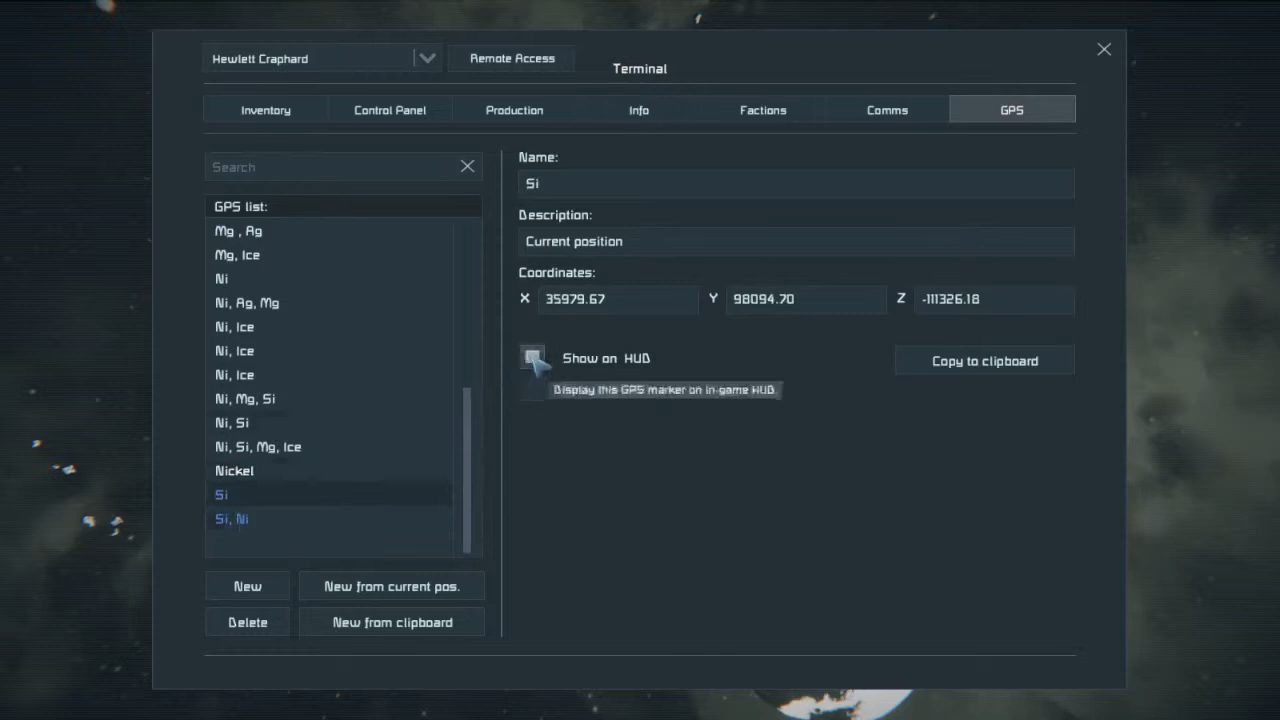 Hewlett Craphard
Remote Access
Terminal
Inventory
Control Panel
Production
Info
Factions
Comms
GPS
Search
GPS list:
Mg , Ag
Mg, Ice
Ni
Ni, Ag, Mg
Ni, Ice
Ni, Ice
Ni, Ice
Ni, Mg, Si
Ni, Si
Ni, Si, Mg, Ice
Nickel
Si
Si, Ni
New
New from current pos.
Delete
New from clipboard
Name:
Si
Description:
Current position
Coordinates:
X 35979.67 Y 98094.70 Z -111326.18
Show on HUD
Copy to clipboard
Display this GPS marker on in-game HUD